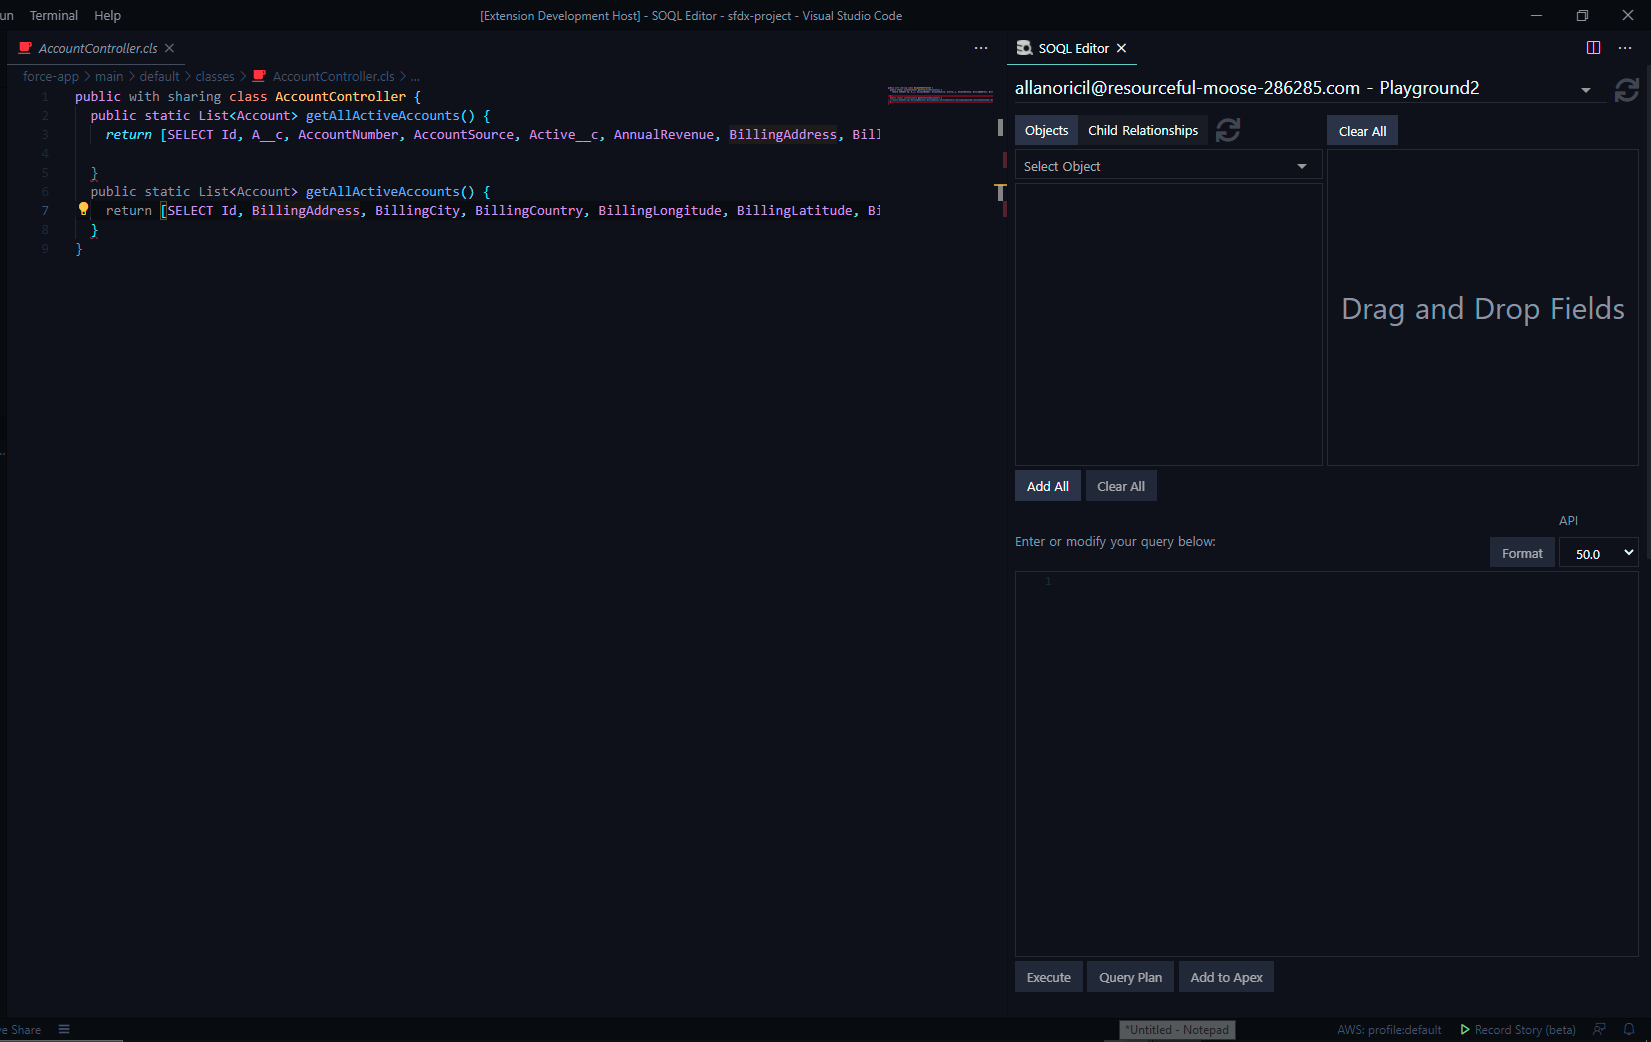 un Terminal Help [Extension Development Host] - SOQL Editor - sfdx-project - Visual Studio Code
AccountController.cls
force-app > main > default > classes > AccountController.cls > ...
1 public with sharing class AccountController {
2 public static List<Account> getAllActiveAccounts() {
3 return [SELECT Id, A__c, AccountNumber, AccountSource, Active__c, AnnualRevenue, BillingAddress, Bill
4
5 }
6 public static List<Account> getAllActiveAccounts() {
7 return [SELECT Id, BillingAddress, BillingCity, BillingCountry, BillingLongitude, BillingLatitude, Bi
8 }
9 }
SOQL Editor
allanoricil@resourceful-moose-286285.com - Playground2
Objects Child Relationships Clear All
Select Object
Drag and Drop Fields
Add All Clear All
API
Enter or modify your query below:
Format 50.0
1
Execute Query Plan Add to Apex
ve Share *Untitled - Notepad AWS: profile:default Record Story (beta)